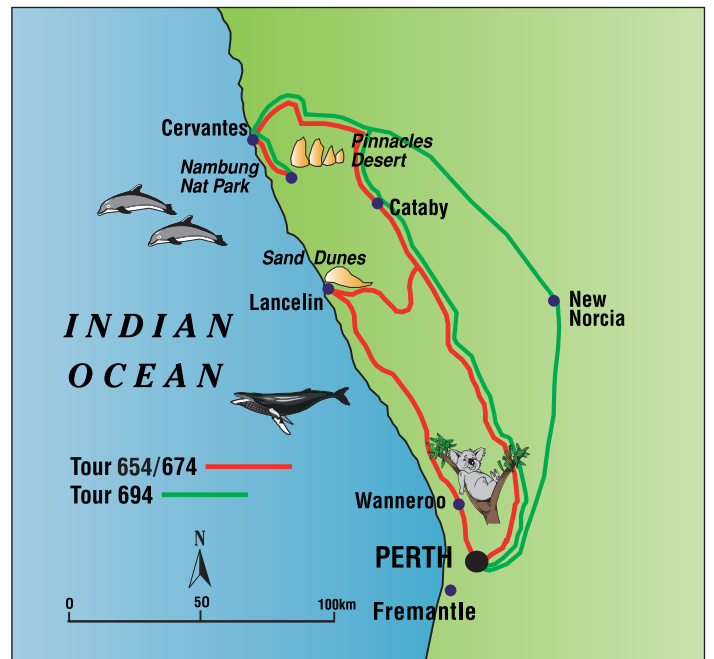 Cervantes
Pinnacles
Desert
Nambung
Nat Park
Cataby
Sand Dunes
Lancelin
New
Norcia
INDIAN
OCEAN
Tour 654/674
Tour 694
Wanneroo
N
PERTH
0 50 100km
Fremantle